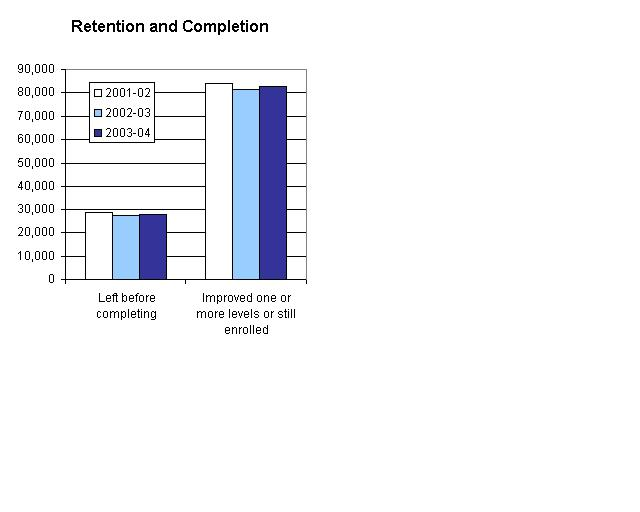 Retention and Completion
90,000
80,000
70,000
60,000
50,000
40,000
30,000
20,000
10,000
0
2001-02
2002-03
2003-04
Left before
completing
Improved one or
more levels or still
enrolled